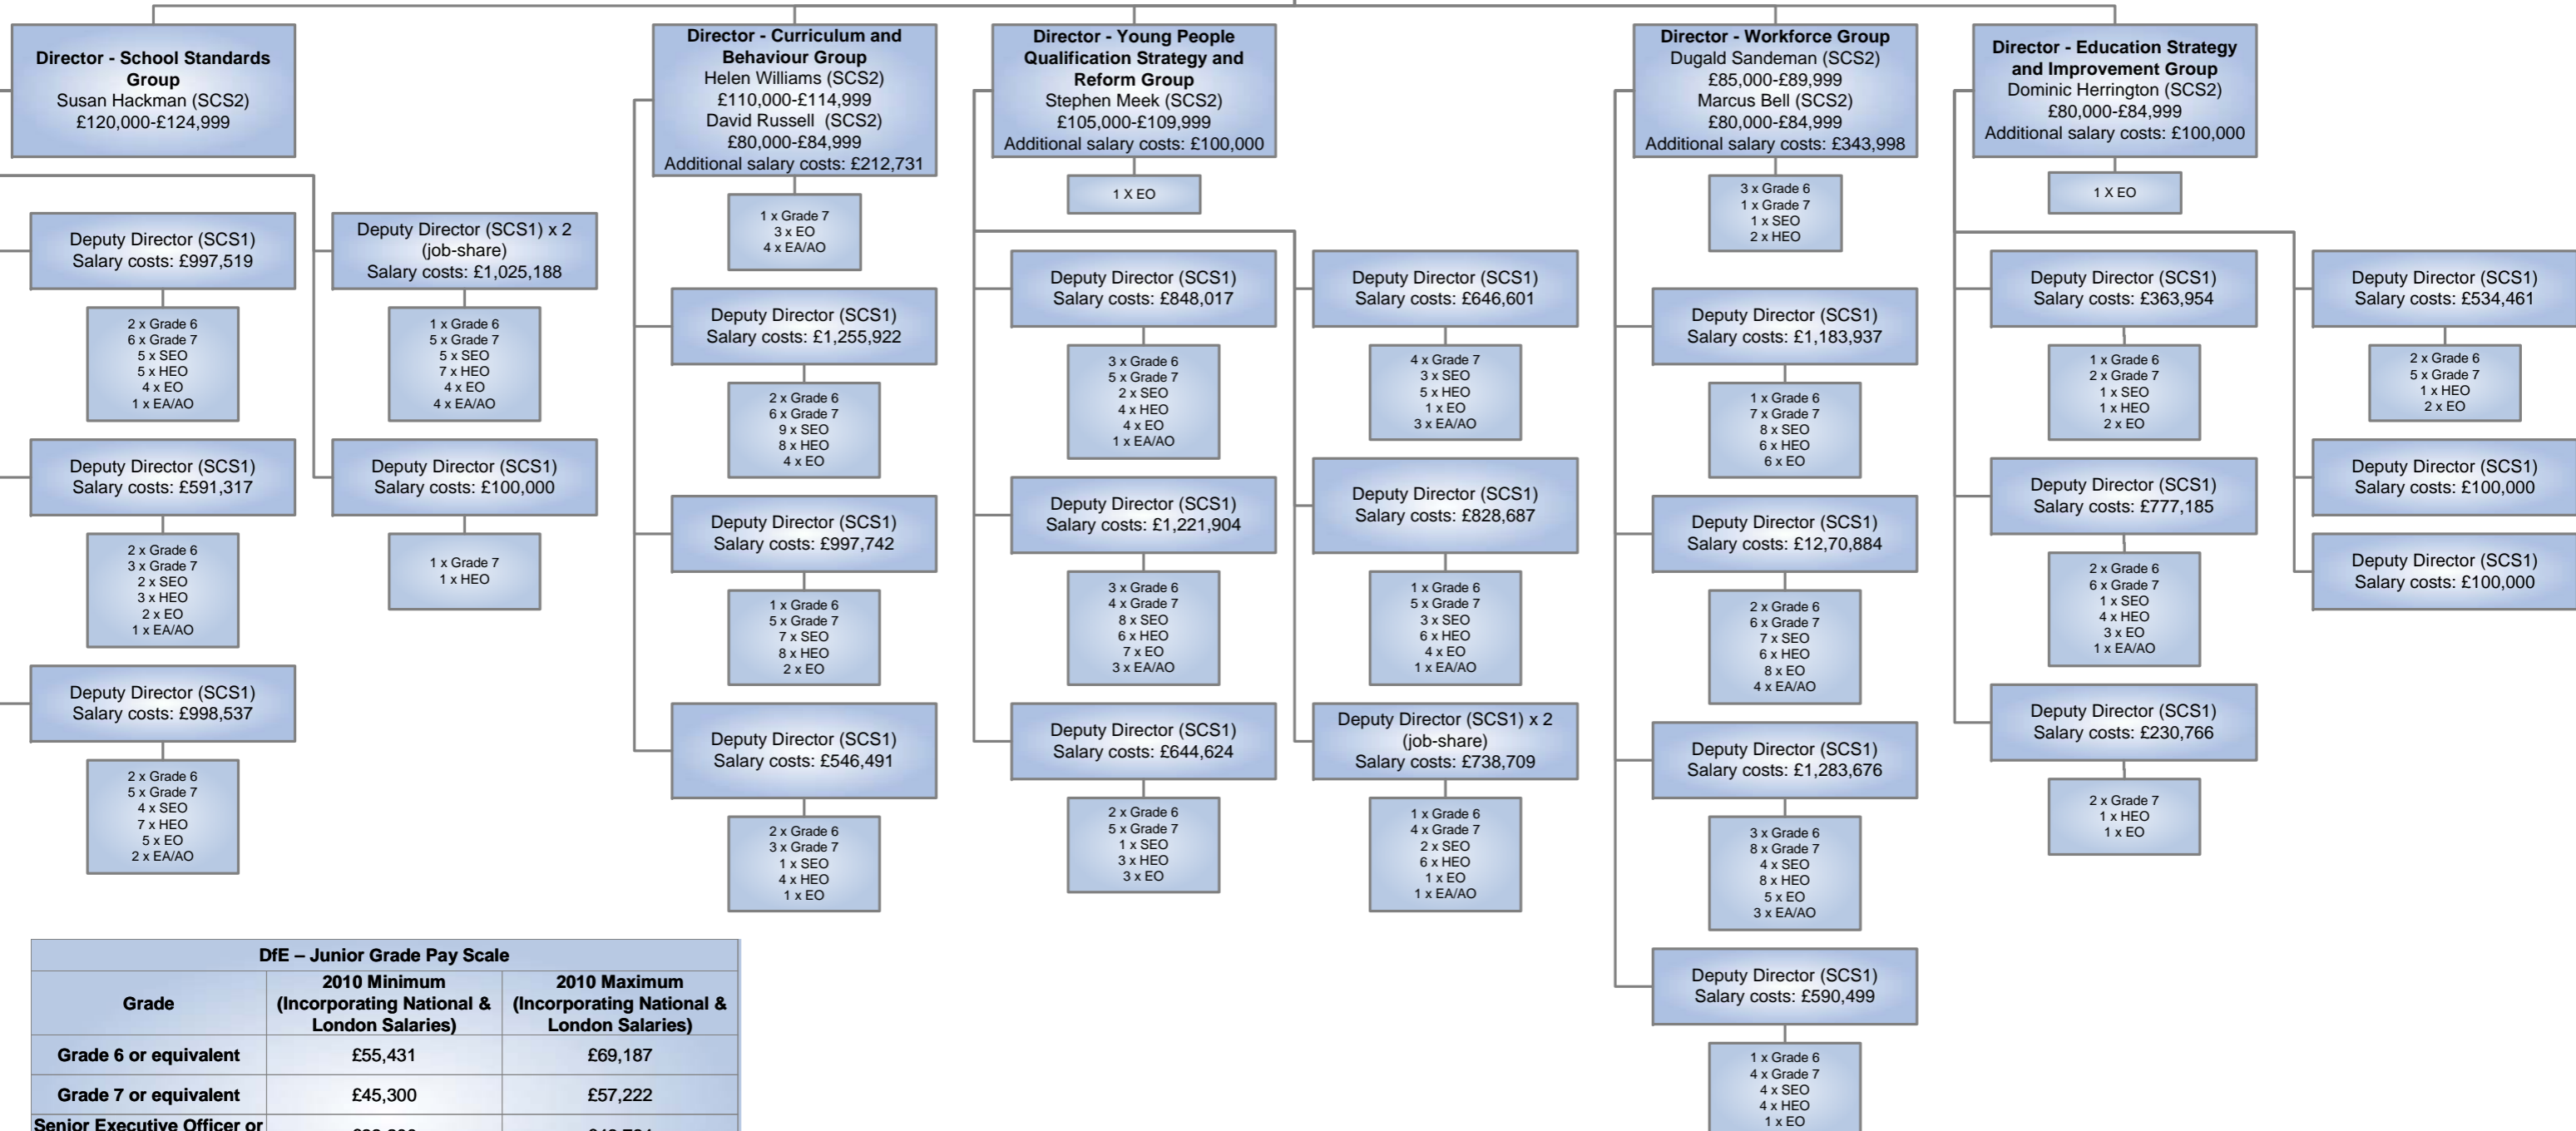 Director - School Standards
Group
Susan Hackman (SCS2)
£120,000-£124,999
Deputy Director (SCS1)
Salary costs: £997,519
2 x Grade 6
6 x Grade 7
5 x SEO
5 x HEO
4 x EO
1 x EA/AO
Deputy Director (SCS1)
Salary costs: £591,317
2 x Grade 6
3 x Grade 7
2 x SEO
3 x HEO
2 x EO
1 x EA/AO
Deputy Director (SCS1)
Salary costs: £998,537
2 x Grade 6
5 x Grade 7
4 x SEO
7 x HEO
5 x EO
2 x EA/AO
Deputy Director (SCS1) x 2
(job-share)
Salary costs: £1,025,188
1 x Grade 6
5 x Grade 7
5 x SEO
7 x HEO
4 x EO
4 x EA/AO
Deputy Director (SCS1)
Salary costs: £100,000
1 x Grade 7
1 x HEO
Director - Curriculum and
Behaviour Group
Helen Williams (SCS2)
£110,000-£114,999
David Russell (SCS2)
£80,000-£84,999
Additional salary costs: £212,731
1 x Grade 7
3 x EO
4 x EA/AO
Deputy Director (SCS1)
Salary costs: £1,255,922
2 x Grade 6
6 x Grade 7
9 x SEO
8 x HEO
4 x EO
Deputy Director (SCS1)
Salary costs: £997,742
1 x Grade 6
5 x Grade 7
7 x SEO
8 x HEO
2 x EO
Deputy Director (SCS1)
Salary costs: £546,491
2 x Grade 6
3 x Grade 7
1 x SEO
4 x HEO
1 x EO
Director - Young People
Qualification Strategy and
Reform Group
Stephen Meek (SCS2)
£105,000-£109,999
Additional salary costs: £100,000
1 X EO
Deputy Director (SCS1)
Salary costs: £848,017
3 x Grade 6
5 x Grade 7
2 x SEO
4 x HEO
4 x EO
1 x EA/AO
Deputy Director (SCS1)
Salary costs: £1,221,904
3 x Grade 6
4 x Grade 7
8 x SEO
6 x HEO
7 x EO
3 x EA/AO
Deputy Director (SCS1)
Salary costs: £644,624
2 x Grade 6
5 x Grade 7
1 x SEO
3 x HEO
3 x EO
Deputy Director (SCS1)
Salary costs: £646,601
4 x Grade 7
3 x SEO
5 x HEO
1 x EO
3 x EA/AO
Deputy Director (SCS1)
Salary costs: £828,687
1 x Grade 6
5 x Grade 7
3 x SEO
6 x HEO
4 x EO
1 x EA/AO
Deputy Director (SCS1) x 2
(job-share)
Salary costs: £738,709
1 x Grade 6
4 x Grade 7
2 x SEO
6 x HEO
1 x EO
1 x EA/AO
Director - Workforce Group
Dugald Sandeman (SCS2)
£85,000-£89,999
Marcus Bell (SCS2)
£80,000-£84,999
Additional salary costs: £343,998
3 x Grade 6
1 x Grade 7
1 x SEO
2 x HEO
Deputy Director (SCS1)
Salary costs: £1,183,937
1 x Grade 6
7 x Grade 7
8 x SEO
6 x HEO
6 x EO
Deputy Director (SCS1)
Salary costs: £12,70,884
2 x Grade 6
6 x Grade 7
7 x SEO
6 x HEO
8 x EO
4 x EA/AO
Deputy Director (SCS1)
Salary costs: £1,283,676
3 x Grade 6
8 x Grade 7
4 x SEO
8 x HEO
5 x EO
3 x EA/AO
Deputy Director (SCS1)
Salary costs: £590,499
1 x Grade 6
4 x Grade 7
4 x SEO
4 x HEO
1 x EO
Director - Education Strategy
and Improvement Group
Dominic Herrington (SCS2)
£80,000-£84,999
Additional salary costs: £100,000
1 X EO
Deputy Director (SCS1)
Salary costs: £363,954
1 x Grade 6
2 x Grade 7
1 x SEO
1 x HEO
2 x EO
Deputy Director (SCS1)
Salary costs: £777,185
2 x Grade 6
6 x Grade 7
1 x SEO
4 x HEO
3 x EO
1 x EA/AO
Deputy Director (SCS1)
Salary costs: £230,766
2 x Grade 7
1 x HEO
1 x EO
Deputy Director (SCS1)
Salary costs: £534,461
2 x Grade 6
5 x Grade 7
1 x HEO
2 x EO
Deputy Director (SCS1)
Salary costs: £100,000
Deputy Director (SCS1)
Salary costs: £100,000
DfE – Junior Grade Pay Scale
Grade
2010 Minimum
(Incorporating National &
London Salaries)
2010 Maximum
(Incorporating National &
London Salaries)
Grade 6 or equivalent £55,431 £69,187
Grade 7 or equivalent £45,300 £57,222
Senior Executive Officer or